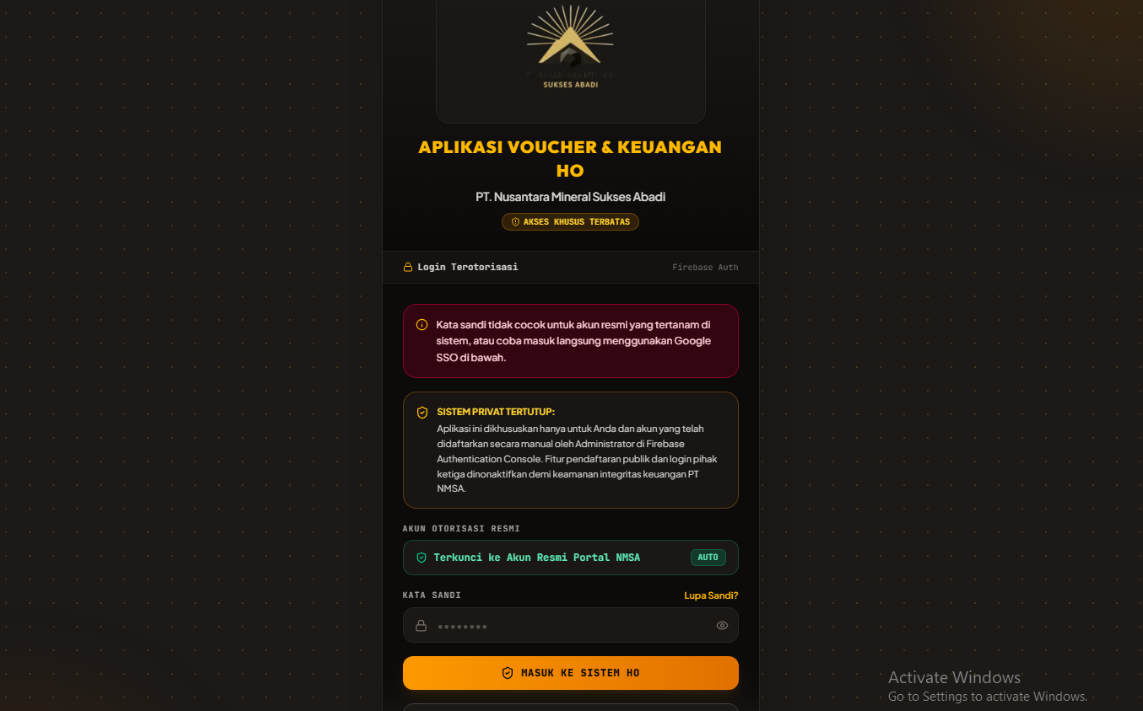 SUKSES ABADI
APLIKASI VOUCHER & KEUANGAN
HO
PT. Nusantara Mineral Sukses Abadi
AKSES KHUSUS TERBATAS
Login Terotorisasi
Firebase Auth
Kata sandi tidak cocok untuk akun resmi yang tertanam di
sistem, atau coba masuk langsung menggunakan Google
SSO di bawah.
SISTEM PRIVAT TERTUTUP:
Aplikasi ini dikhususkan hanya untuk Anda dan akun yang telah
didaftarkan secara manual oleh Administrator di Firebase
Authentication Console. Fitur pendaftaran publik dan login pihak
ketiga dinonaktifkan demi keamanan integritas keuangan PT
NMSA.
AKUN OTORISASI RESMI
Terkunci ke Akun Resmi Portal NMSA
AUTO
KATA SANDI
Lupa Sandi?
MASUK KE SISTEM HO
Activate Windows
Go to Settings to activate Windows.